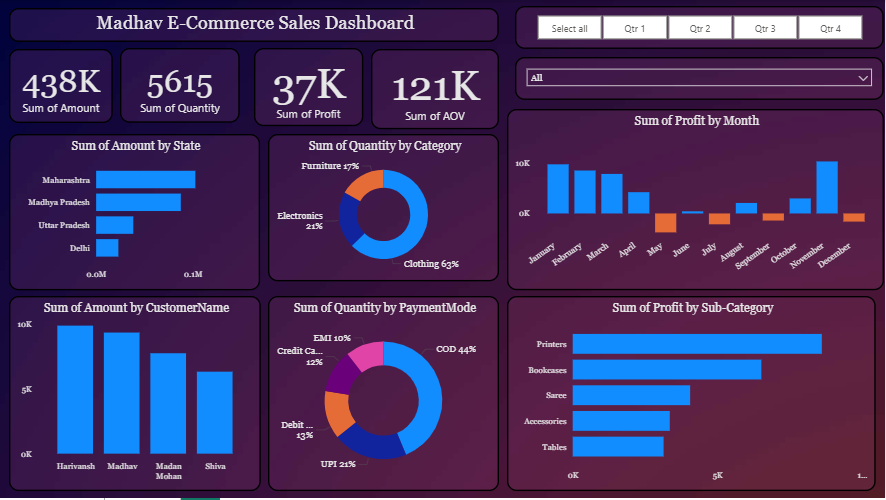 Madhav E-Commerce Sales Dashboard
Select all
Qtr 1
Qtr 2
Qtr 3
Qtr 4
All
438K
Sum of Amount
5615
Sum of Quantity
37K
Sum of Profit
121K
Sum of AOV
Sum of Amount by State
Maharashtra
Madhya Pradesh
Uttar Pradesh
Delhi
0.0M
0.1M
Sum of Quantity by Category
Furniture 17%
Electronics
21%
Clothing 63%
Sum of Profit by Month
10K
0K
January
February
March
April
May
June
July
August
September
October
November
December
Sum of Amount by CustomerName
10K
5K
0K
Harivansh
Madhav
Madan
Mohan
Shiva
Sum of Quantity by PaymentMode
EMI 10%
Credit Ca...
12%
Debit ...
13%
UPI 21%
COD 44%
Sum of Profit by Sub-Category
Printers
Bookcases
Saree
Accessories
Tables
0K
5K
1...